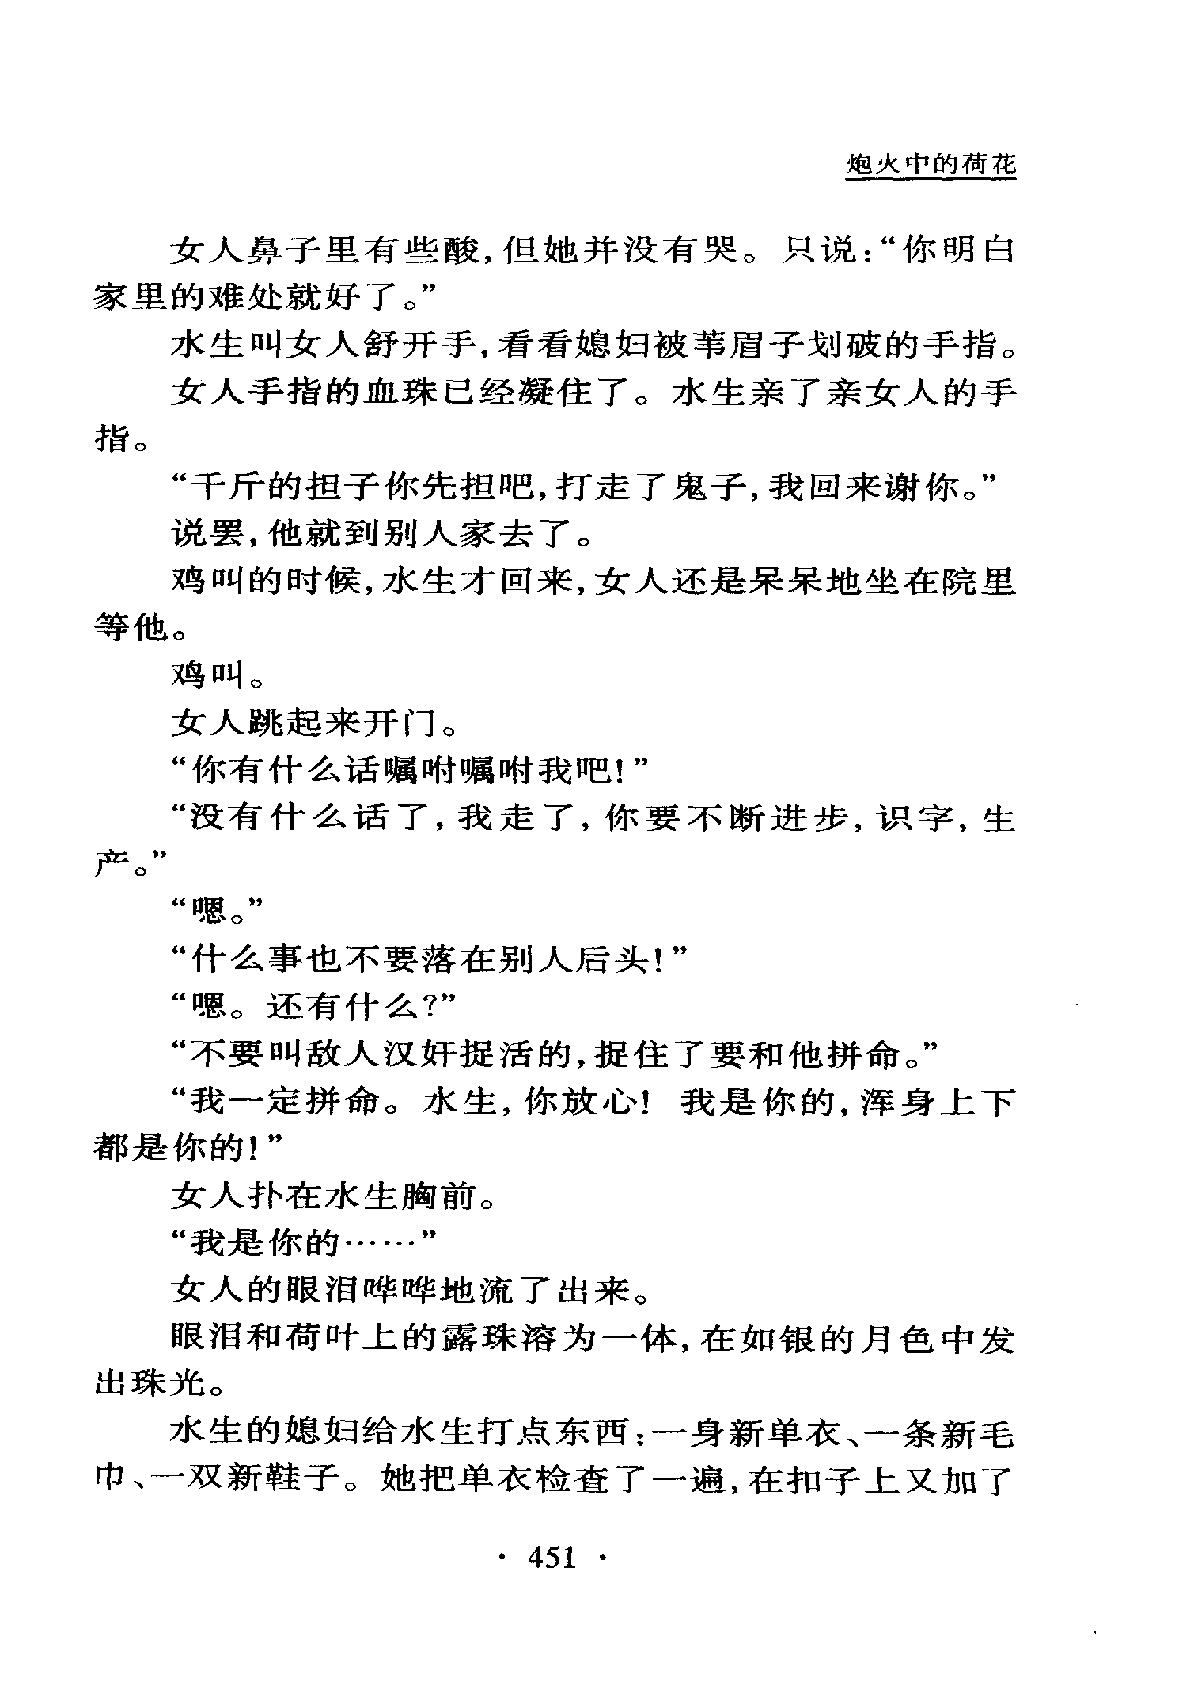 炮火中的荷花
女人鼻子里有些酸，但她并没有哭。只说：“你明白
家里的难处就好了。”
水生叫女人舒开手，看看媳妇被苇眉子划破的手指。
女人手指的血珠已经凝住了。水生亲了亲女人的手
指。
“千斤的担子你先担吧，打走了鬼子，我回来谢你。”
说罢，他就到别人家去了。
鸡叫的时候，水生才回来，女人还是呆呆地坐在院里
等他。
鸡叫。
女人跳起来开门。
“你有什么话嘱咐嘱咐我吧！”
“没有什么话了，我走了，你要不断进步，识字，生
产。”
“嗯。”
“什么事也不要落在别人后头！”
“嗯。还有什么？”
“不要叫敌人汉奸捉活的，捉住了要和他拼命。”
“我一定拼命。水生，你放心！我是你的，浑身上下
都是你的！”
女人扑在水生胸前。
“我是你的……”
女人的眼泪哗哗地流了出来。
眼泪和荷叶上的露珠溶为一体，在如银的月色中发
出珠光。
水生的媳妇给水生打点东西：一身新单衣、一条新毛
巾、一双新鞋子。她把单衣检查了一遍，在扣子上又加了
· 451 ·